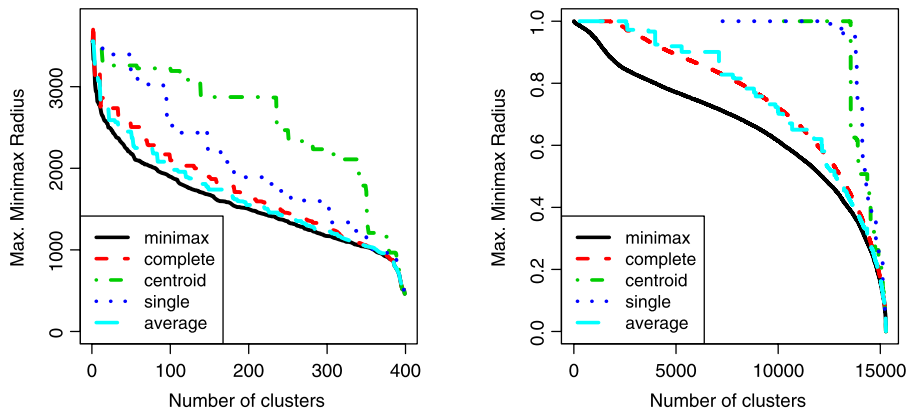 Max. Minimax Radius
3000
2000
1000
0
minimax
complete
centroid
single
average
0 100 200 300 400
Number of clusters
Max. Minimax Radius
1.0
0.8
0.6
0.4
0.2
0.0
minimax
complete
centroid
single
average
0 5000 10000 15000
Number of clusters